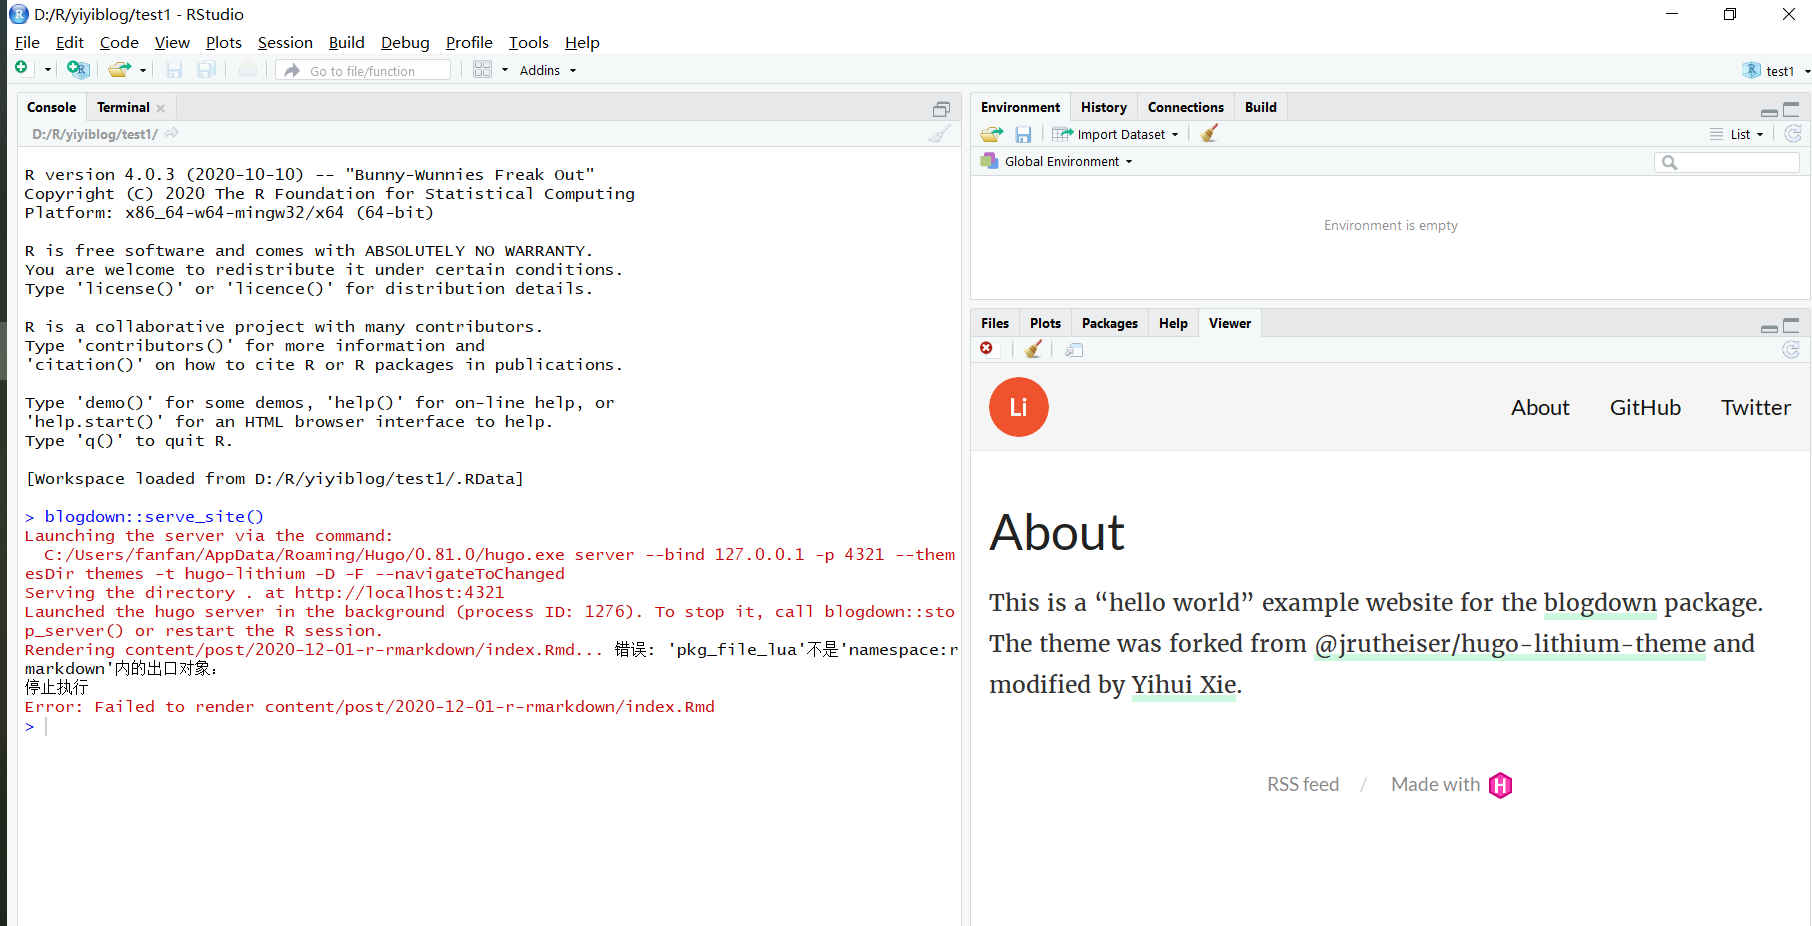 D:/R/yiyiblog/test1 - RStudio
File Edit Code View Plots Session Build Debug Profile Tools Help
Go to file/function Addins test1
Console Terminal
D:/R/yiyiblog/test1/
R version 4.0.3 (2020-10-10) -- "Bunny-Wunnies Freak Out"
Copyright (C) 2020 The R Foundation for Statistical Computing
Platform: x86_64-w64-mingw32/x64 (64-bit)
R is free software and comes with ABSOLUTELY NO WARRANTY.
You are welcome to redistribute it under certain conditions.
Type 'license()' or 'licence()' for distribution details.
R is a collaborative project with many contributors.
Type 'contributors()' for more information and
'citation()' on how to cite R or R packages in publications.
Type 'demo()' for some demos, 'help()' for on-line help, or
'help.start()' for an HTML browser interface to help.
Type 'q()' to quit R.
[Workspace loaded from D:/R/yiyiblog/test1/.RData]
> blogdown::serve_site()
Launching the server via the command:
C:/Users/fanfan/AppData/Roaming/Hugo/0.81.0/hugo.exe server --bind 127.0.0.1 -p 4321 --them
esDir themes -t hugo-lithium -D -F --navigateToChanged
Serving the directory . at http://localhost:4321
Launched the hugo server in the background (process ID: 1276). To stop it, call blogdown::sto
p_server() or restart the R session.
Rendering content/post/2020-12-01-r-rmarkdown/index.Rmd... 错误: 'pkg_file_lua'不是'namespace:r
markdown'内的出口对象:
停止执行
Error: Failed to render content/post/2020-12-01-r-rmarkdown/index.Rmd
>
Environment History Connections Build
Import Dataset List
Global Environment
Environment is empty
Files Plots Packages Help Viewer
Li About GitHub Twitter
About
This is a “hello world” example website for the blogdown package.
The theme was forked from @jrutheiser/hugo-lithium-theme and
modified by Yihui Xie.
RSS feed / Made with H